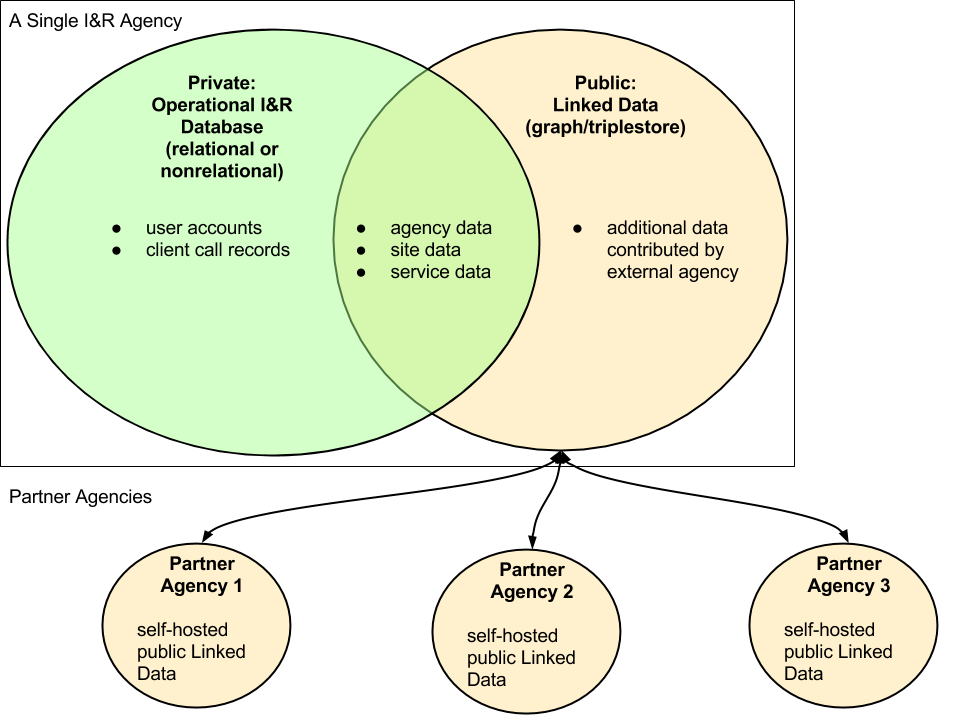 A Single I&R Agency
Private:
Operational I&R
Database
(relational or
nonrelational)
● user accounts
● client call records
● agency data
● site data
● service data
Public:
Linked Data
(graph/triplestore)
● additional data
contributed by
external agency
Partner Agencies
Partner
Agency 1
self-hosted
public Linked
Data
Partner
Agency 2
self-hosted
public Linked
Data
Partner
Agency 3
self-hosted
public Linked
Data